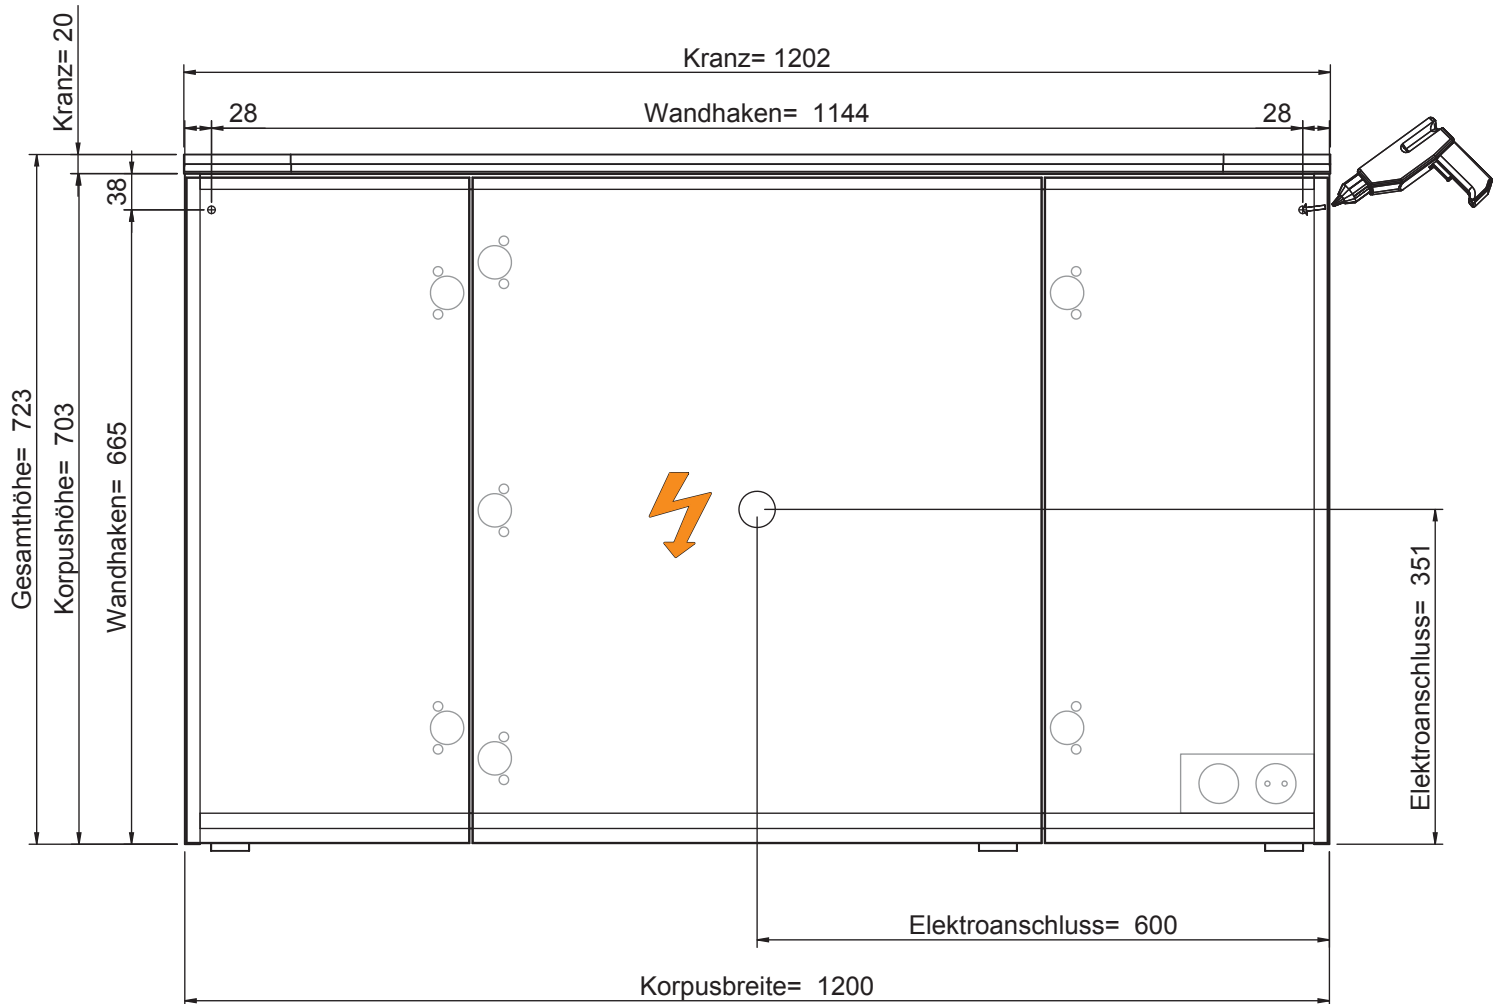 Kranz= 20
Kranz= 1202
28
Wandhaken= 1144
28
38
Gesamthöhe= 723
Korpushöhe= 703
Wandhaken= 665
Elektroanschluss= 351
Elektroanschluss= 600
Korpusbreite= 1200